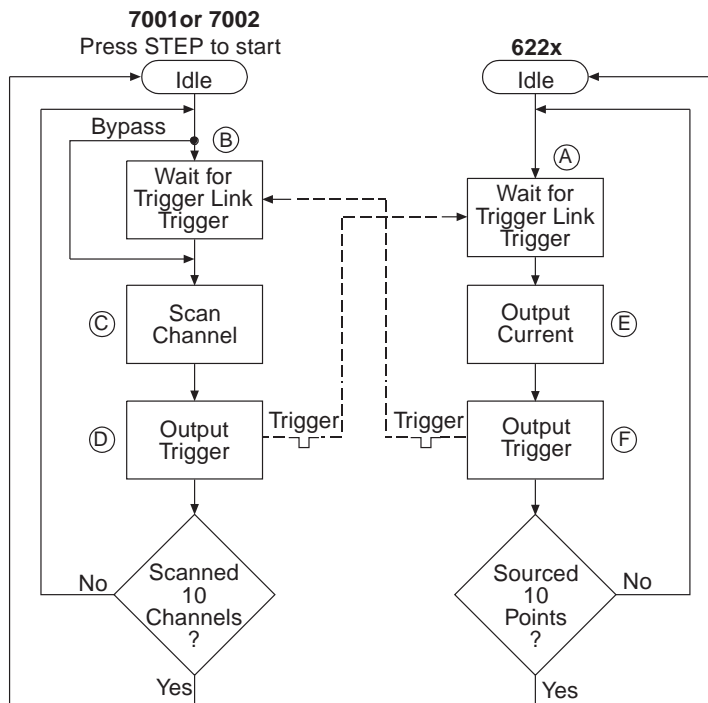 7001or 7002
Press STEP to start
Idle
Bypass
B
Wait for
Trigger Link
Trigger
C
Scan
Channel
D
Output
Trigger
Trigger
No
Scanned
10
Channels
?
Yes
622x
Idle
A
Wait for
Trigger Link
Trigger
Output
Current
E
Trigger
Output
Trigger
F
Sourced
10
Points
?
No
Yes